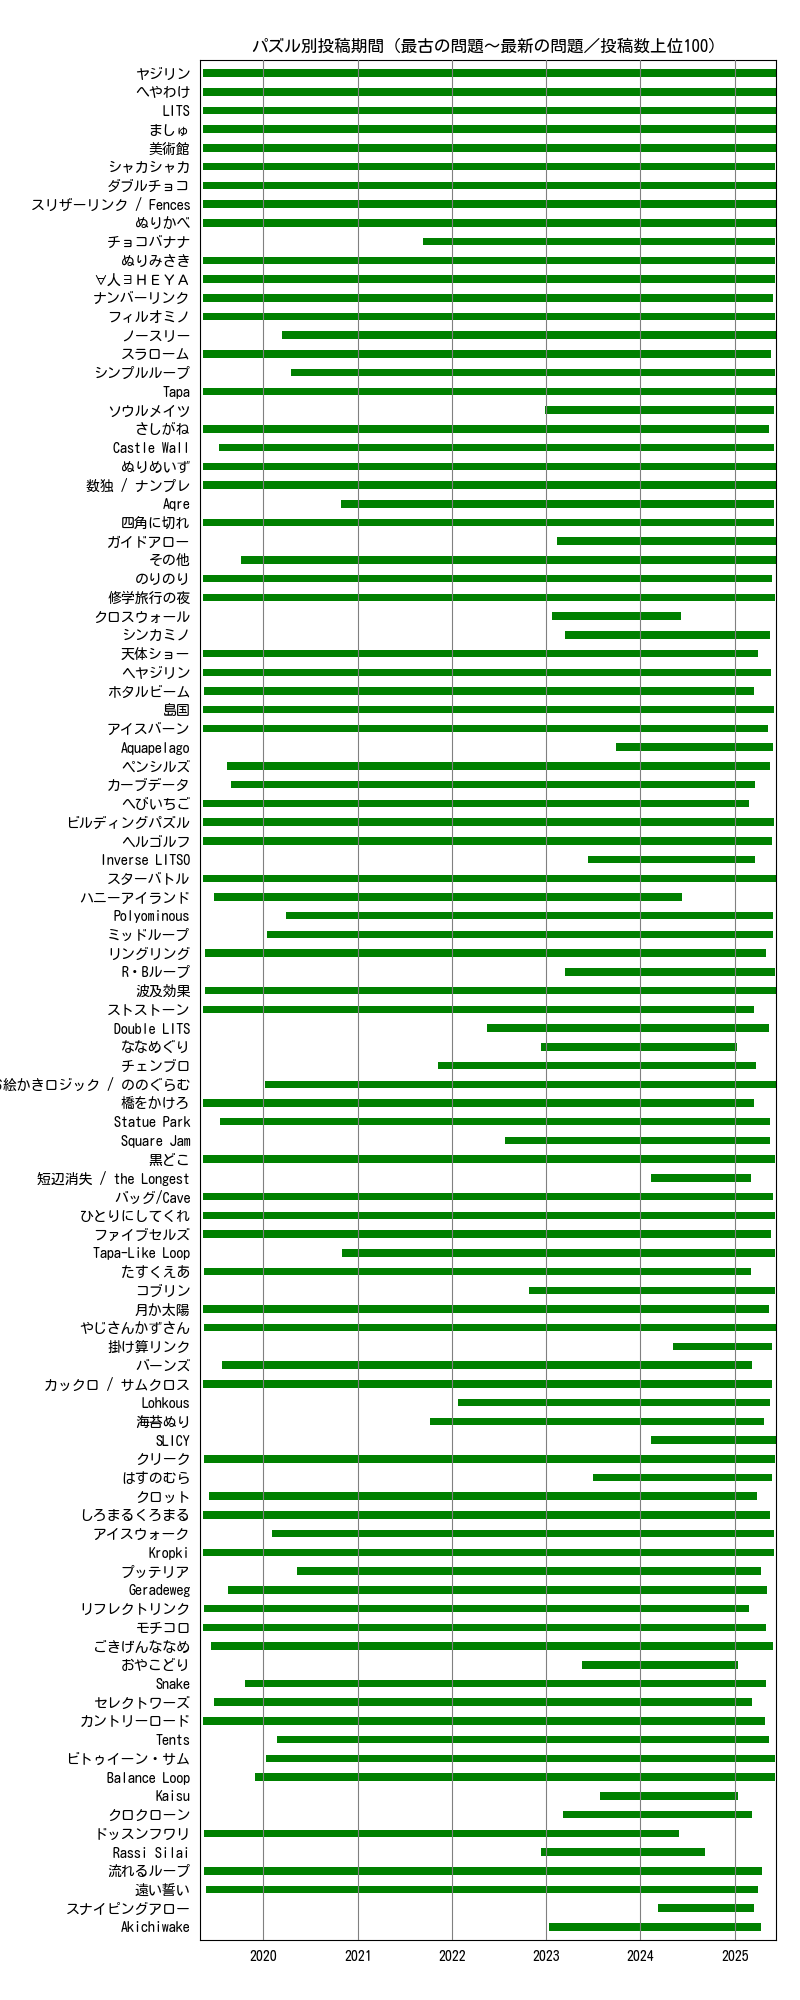 パズル別投稿期間（最古の問題～最新の問題／投稿数上位100）
ヤジリン
へやわけ
LITS
ましゅ
美術館
シャカシャカ
ダブルチョコ
スリザーリンク / Fences
ぬりかべ
チョコバナナ
ぬりみさき
∀人∃ＨＥＹＡ
ナンバーリンク
フィルオミノ
ノースリー
スラローム
シンプルループ
Tapa
ソウルメイツ
さしがね
Castle Wall
ぬりめいず
数独 / ナンプレ
Aqre
四角に切れ
ガイドアロー
その他
のりのり
修学旅行の夜
クロスウォール
シンカミノ
天体ショー
ヘヤジリン
ホタルビーム
島国
アイスバーン
Aquapelago
ペンシルズ
カーブデータ
へびいちご
ビルディングパズル
ヘルゴルフ
Inverse LITSO
スターバトル
ハニーアイランド
Polyominous
ミッドループ
リングリング
R・Bループ
波及効果
ストストーン
Double LITS
ななめぐり
チェンブロ
絵かきロジック / ののぐらむ
橋をかけろ
Statue Park
Square Jam
黒どこ
短辺消失 / the Longest
バッグ/Cave
ひとりにしてくれ
ファイブセルズ
Tapa-Like Loop
たすくえあ
コブリン
月か太陽
やじさんかずさん
掛け算リンク
バーンズ
カックロ / サムクロス
Lohkous
海苔ぬり
SLICY
クリーク
はすのむら
クロット
しろまるくろまる
アイスウォーク
Kropki
プッテリア
Geradeweg
リフレクトリンク
モチコロ
ごきげんななめ
おやこどり
Snake
セレクトワーズ
カントリーロード
Tents
ビトゥイーン・サム
Balance Loop
Kaisu
クロクローン
ドッスンフワリ
Rassi Silai
流れるループ
遠い誓い
スナイピングアロー
Akichiwake
2020 2021 2022 2023 2024 2025